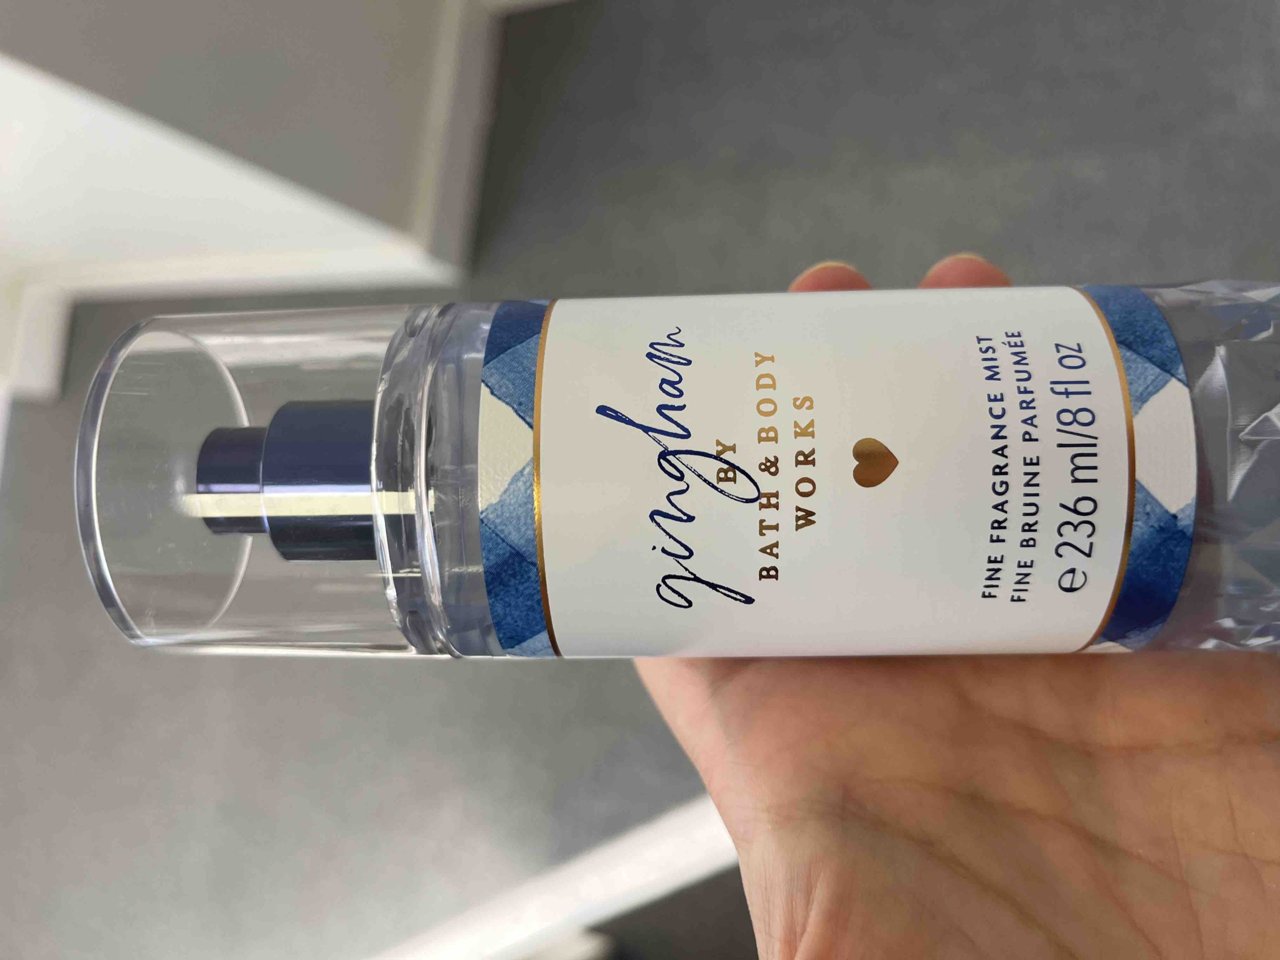 gingham
BY
BATH & BODY
WORKS
FINE FRAGRANCE MIST
FINE BRUINE PARFUMÉE
e 236 ml/8 fl oz